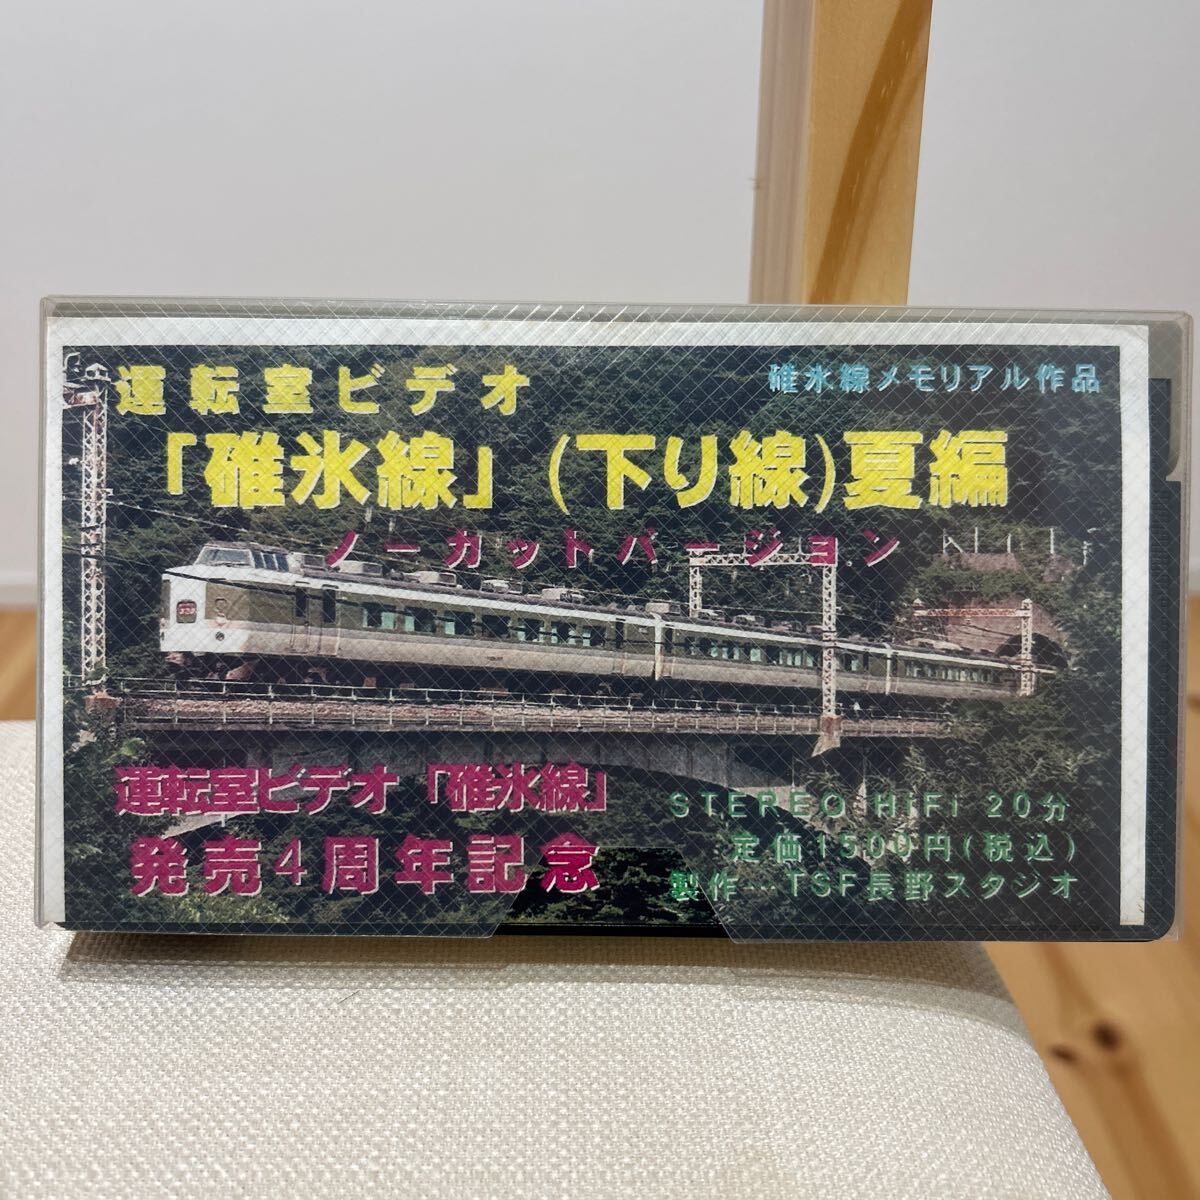 運転室ビデオ
碓氷線メモリアル作品
「碓氷線」(下り線)夏編
ノーカットバージョン
運転室ビデオ「碓氷線」
発売4周年記念
STEREO HiFi 20分
定価1500円(税込)
製作…TSF長野スタジオ